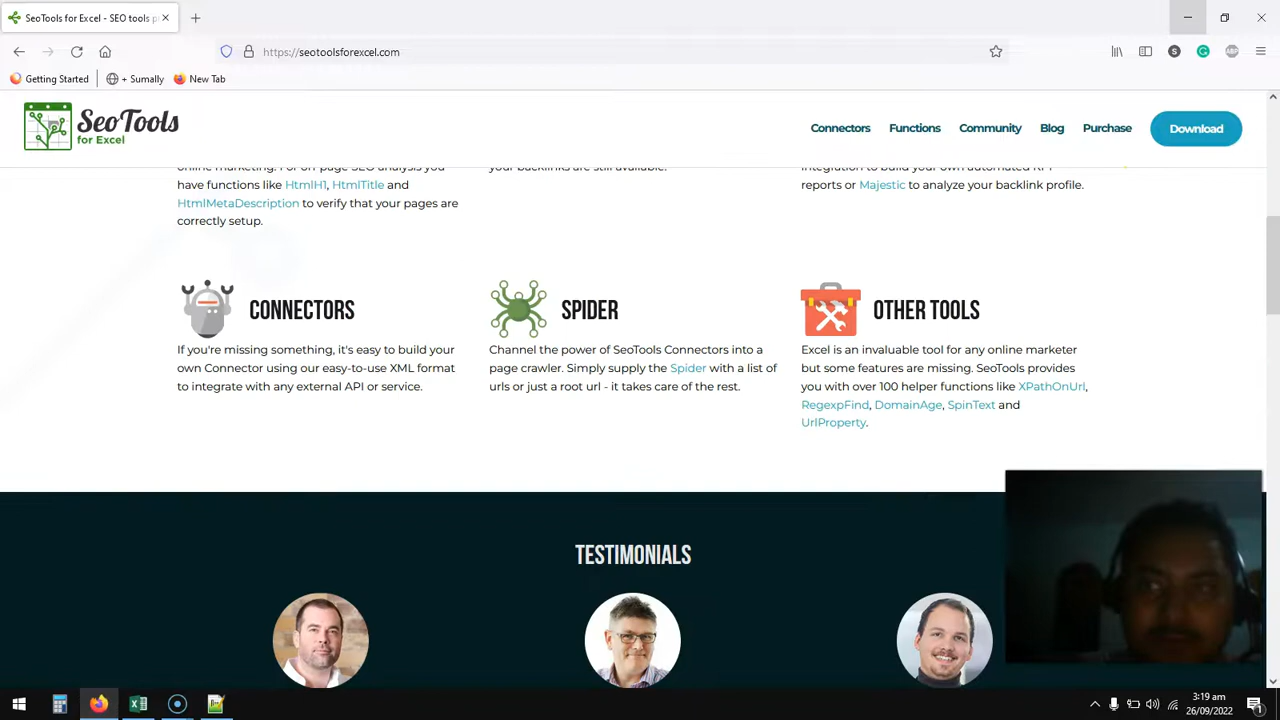 SeoTools for Excel - SEO tools p
https://seotoolsforexcel.com
Getting Started
+ Sumally
New Tab
SeoTools
for Excel
Connectors
Functions
Community
Blog
Purchase
Download
your backlinks are still available.
have functions like HtmlH1, HtmlTitle and
reports or Majestic to analyze your backlink profile.
HtmlMetaDescription to verify that your pages are
correctly setup.
CONNECTORS
If you're missing something, it's easy to build your
own Connector using our easy-to-use XML format
to integrate with any external API or service.
SPIDER
Channel the power of SeoTools Connectors into a
page crawler. Simply supply the Spider with a list of
urls or just a root url - it takes care of the rest.
OTHER TOOLS
Excel is an invaluable tool for any online marketer
but some features are missing. SeoTools provides
you with over 100 helper functions like XPathOnUrl,
RegexpFind, DomainAge, SpinText and
UrlProperty.
TESTIMONIALS
3:19 am
26/09/2022